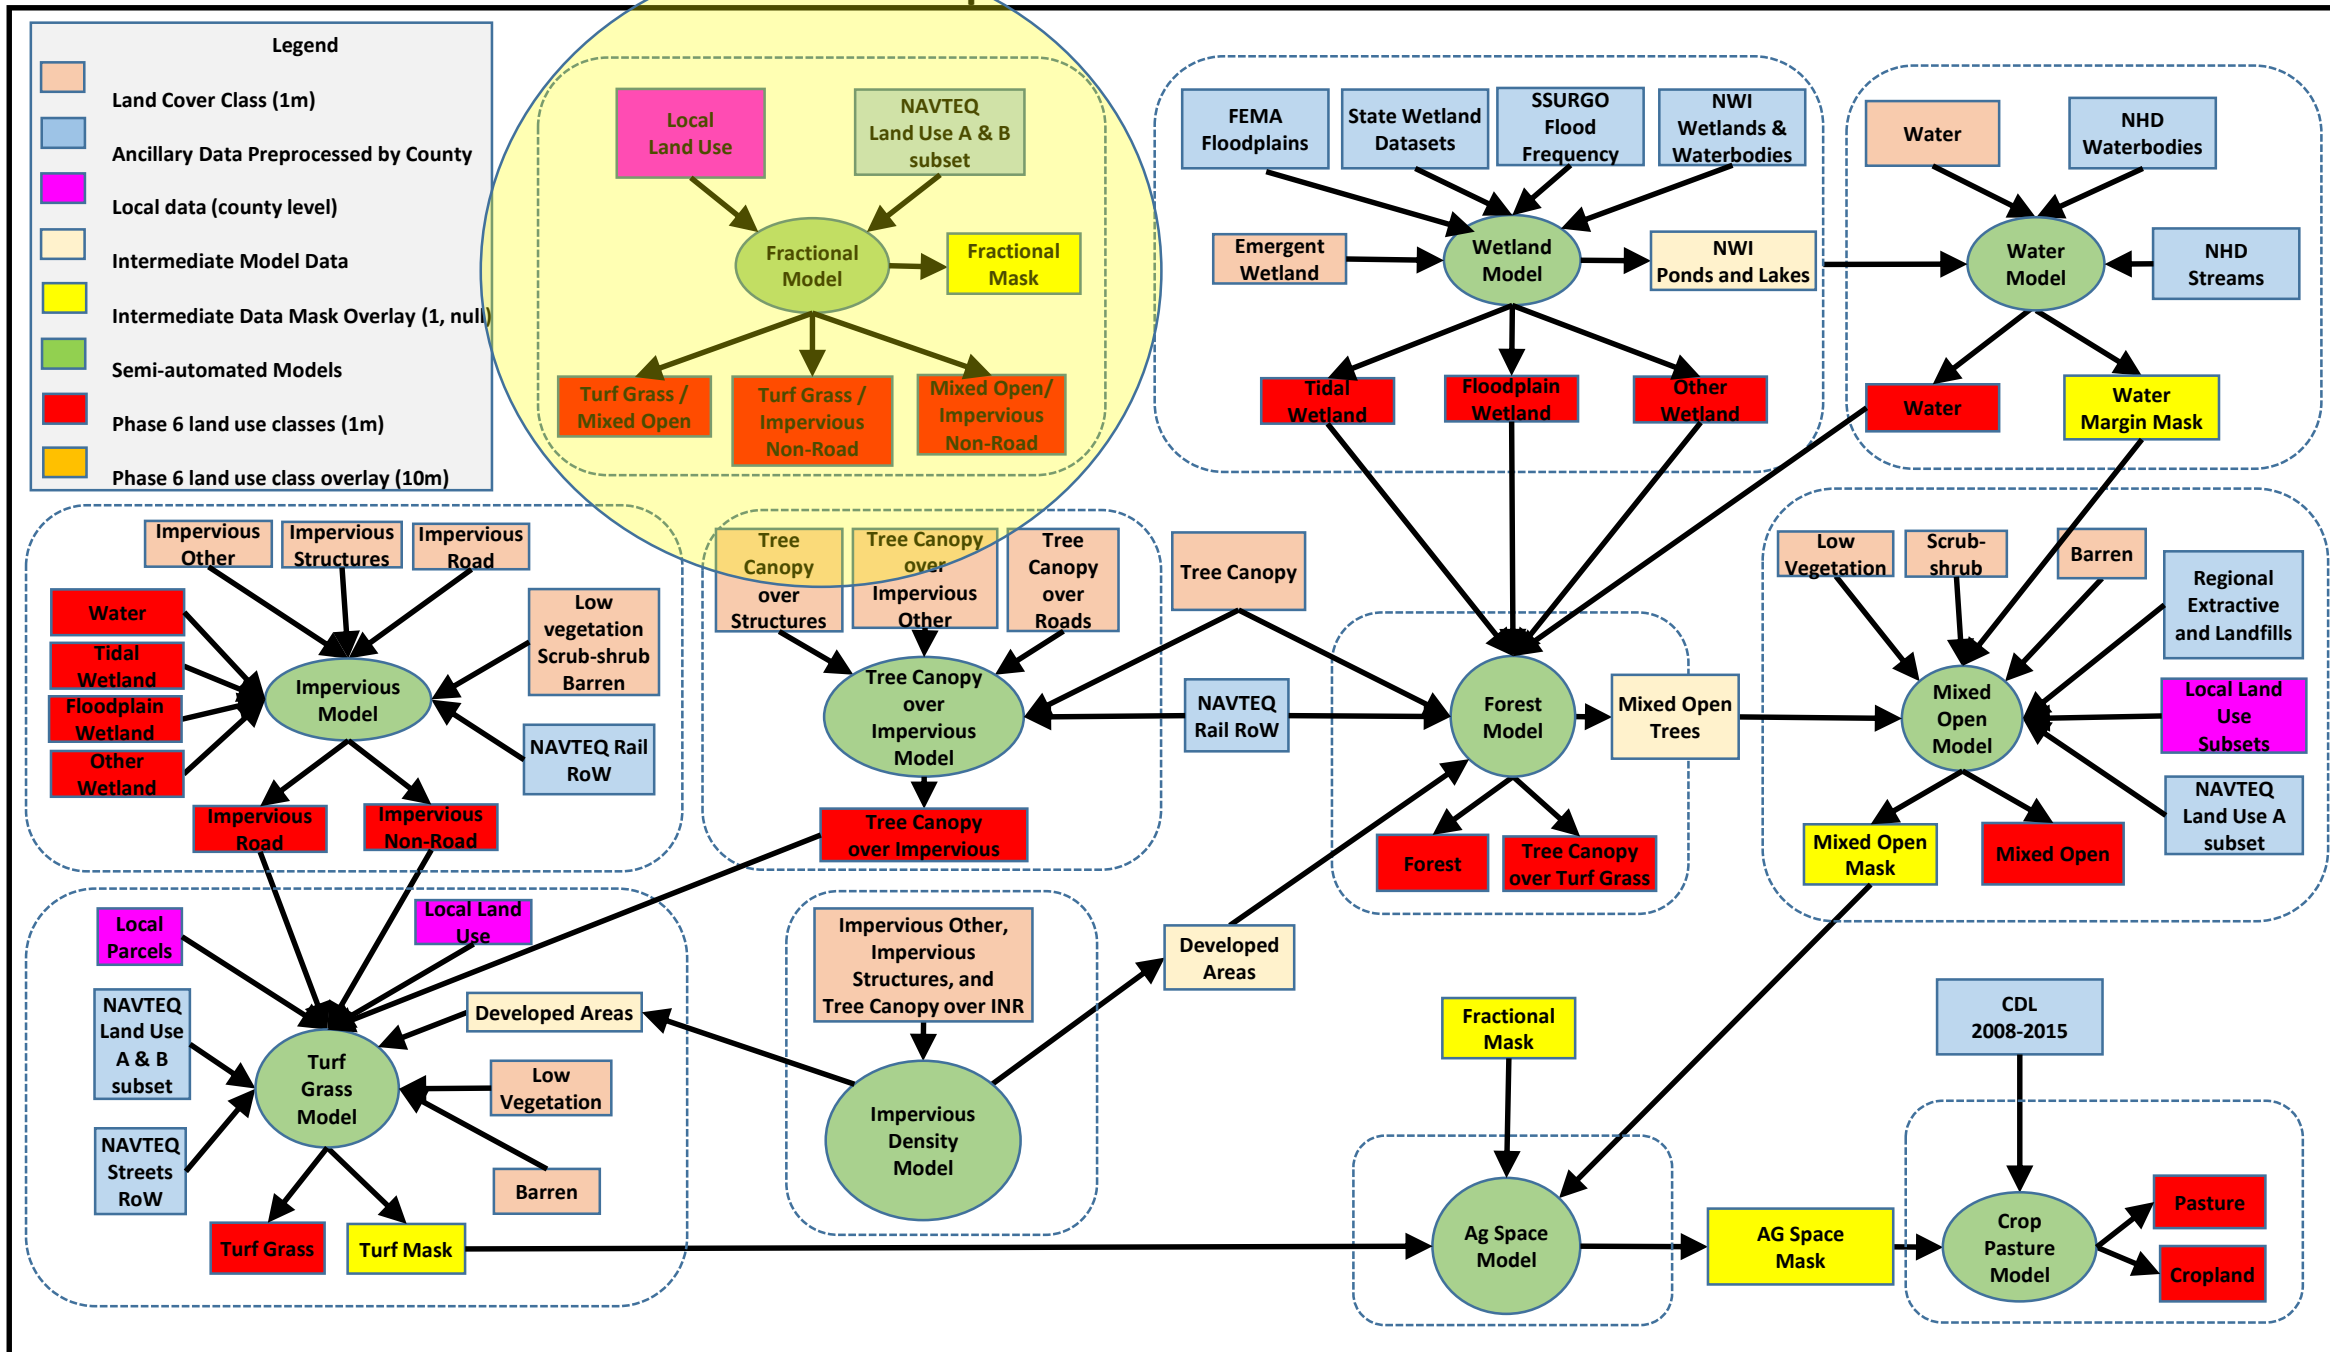 Legend
Land Cover Class (1m)
Ancillary Data Preprocessed by County
Local data (county level)
Intermediate Model Data
Intermediate Data Mask Overlay (1, null)
Semi-automated Models
Phase 6 land use classes (1m)
Phase 6 land use class overlay (10m)
Local
Land Use
NAVTEQ
Land Use A & B
subset
Fractional
Model
Fractional
Mask
Turf Grass /
Mixed Open
Turf Grass /
Impervious
Non-Road
Mixed Open/
Impervious
Non-Road
FEMA
Floodplains
State Wetland
Datasets
SSURGO
Flood
Frequency
NWI
Wetlands &
Waterbodies
Emergent
Wetland
Wetland
Model
NWI
Ponds and Lakes
Tidal
Wetland
Floodplain
Wetland
Other
Wetland
Water
NHD
Waterbodies
Water
Model
NHD
Streams
Water
Water
Margin Mask
Impervious
Other
Impervious
Structures
Impervious
Road
Water
Tidal
Wetland
Floodplain
Wetland
Other
Wetland
Impervious
Model
Low
vegetation
Scrub-shrub
Barren
NAVTEQ Rail
RoW
Impervious
Road
Impervious
Non-Road
Tree
Canopy
over
Structures
Tree Canopy
over
Impervious
Other
Tree
Canopy
over
Roads
Tree Canopy
over
Impervious
Model
Tree Canopy
over Impervious
Tree Canopy
NAVTEQ
Rail RoW
Forest
Model
Mixed Open
Trees
Forest
Tree Canopy
over Turf Grass
Low
Vegetation
Scrub-
shrub
Barren
Regional
Extractive
and Landfills
Mixed
Open
Model
Local Land
Use
Subsets
NAVTEQ
Land Use A
subset
Mixed Open
Mask
Mixed Open
Local
Parcels
Local Land
Use
NAVTEQ
Land Use
A & B
subset
Developed Areas
Turf
Grass
Model
Low
Vegetation
NAVTEQ
Streets
RoW
Barren
Turf Grass
Turf Mask
Impervious Other,
Impervious
Structures, and
Tree Canopy over INR
Impervious
Density
Model
Developed
Areas
Fractional
Mask
Ag Space
Model
AG Space
Mask
CDL
2008-2015
Crop
Pasture
Model
Pasture
Cropland